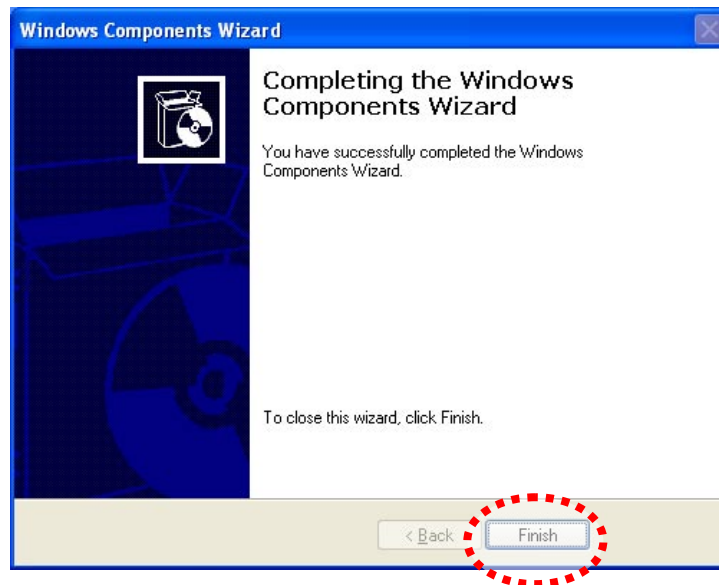 Windows Components Wizard
Completing the Windows
Components Wizard
You have successfully completed the Windows
Components Wizard.
To close this wizard, click Finish.
< Back
Finish